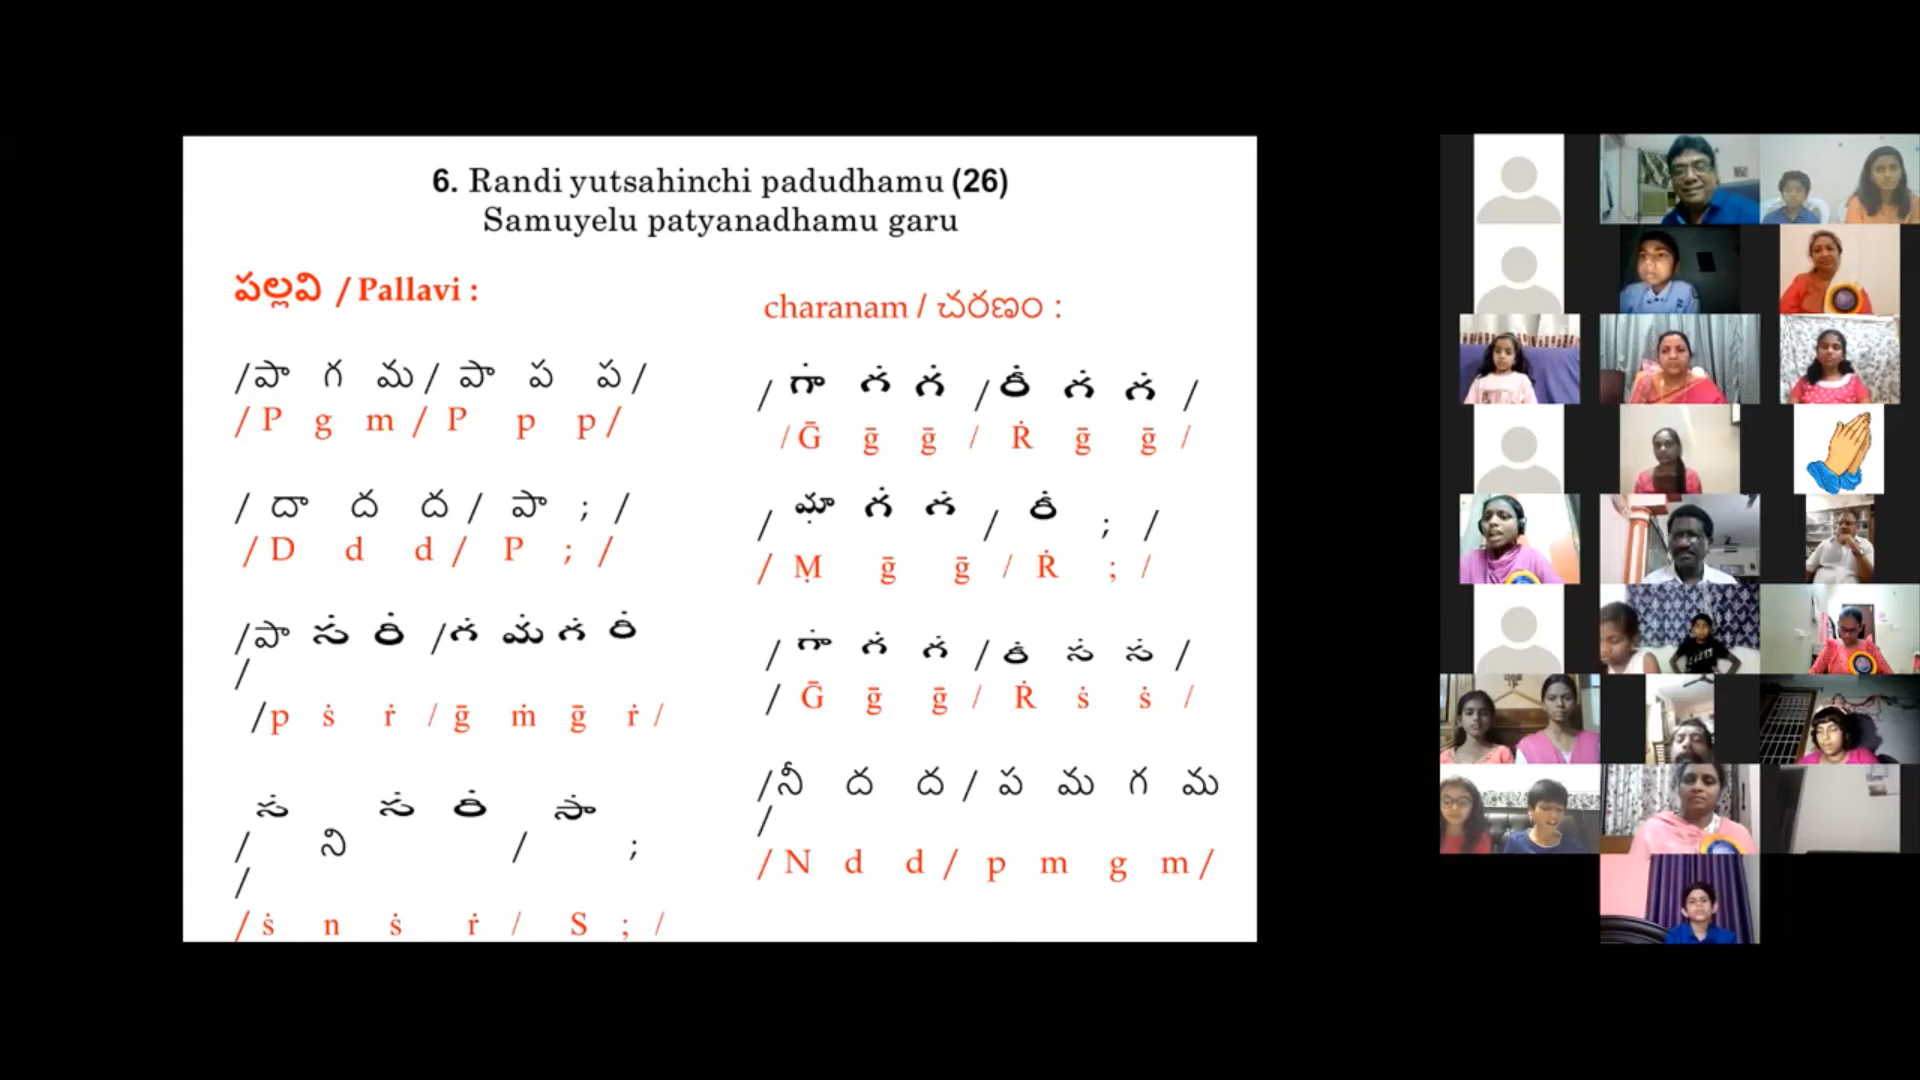 6. Randi yutsahinchi padudhamu (26)
Samuyelu patyanadhamu garu
పల్లవి / Pallavi :
/పా గ మ / పా ప ప /
/ P g m / P p p /
/ దా ద ద / పా ; /
/ D d d / P ; /
/పా సં రిં /గં మં గં రిં
/
/p ṡ ṙ / ḡ ṁ ḡ ṙ /
సં సં రిં సాં
/ ని / ;
/
/ ṡ n ṡ ṙ / S ; /
charanam / చరణం :
/ గాં గં గં / రీં గં గં /
/ Ḡ ḡ ḡ / Ṙ ḡ ḡ /
/ మా గં గં / రీં ; /
/ Ṃ ḡ ḡ / Ṙ ; /
/ గాં గં గં / రీં సં సં /
/ Ḡ ḡ ḡ / Ṙ ṡ ṡ /
/నీ ద ద / ప మ గ మ
/
/ N d d / p m g m /